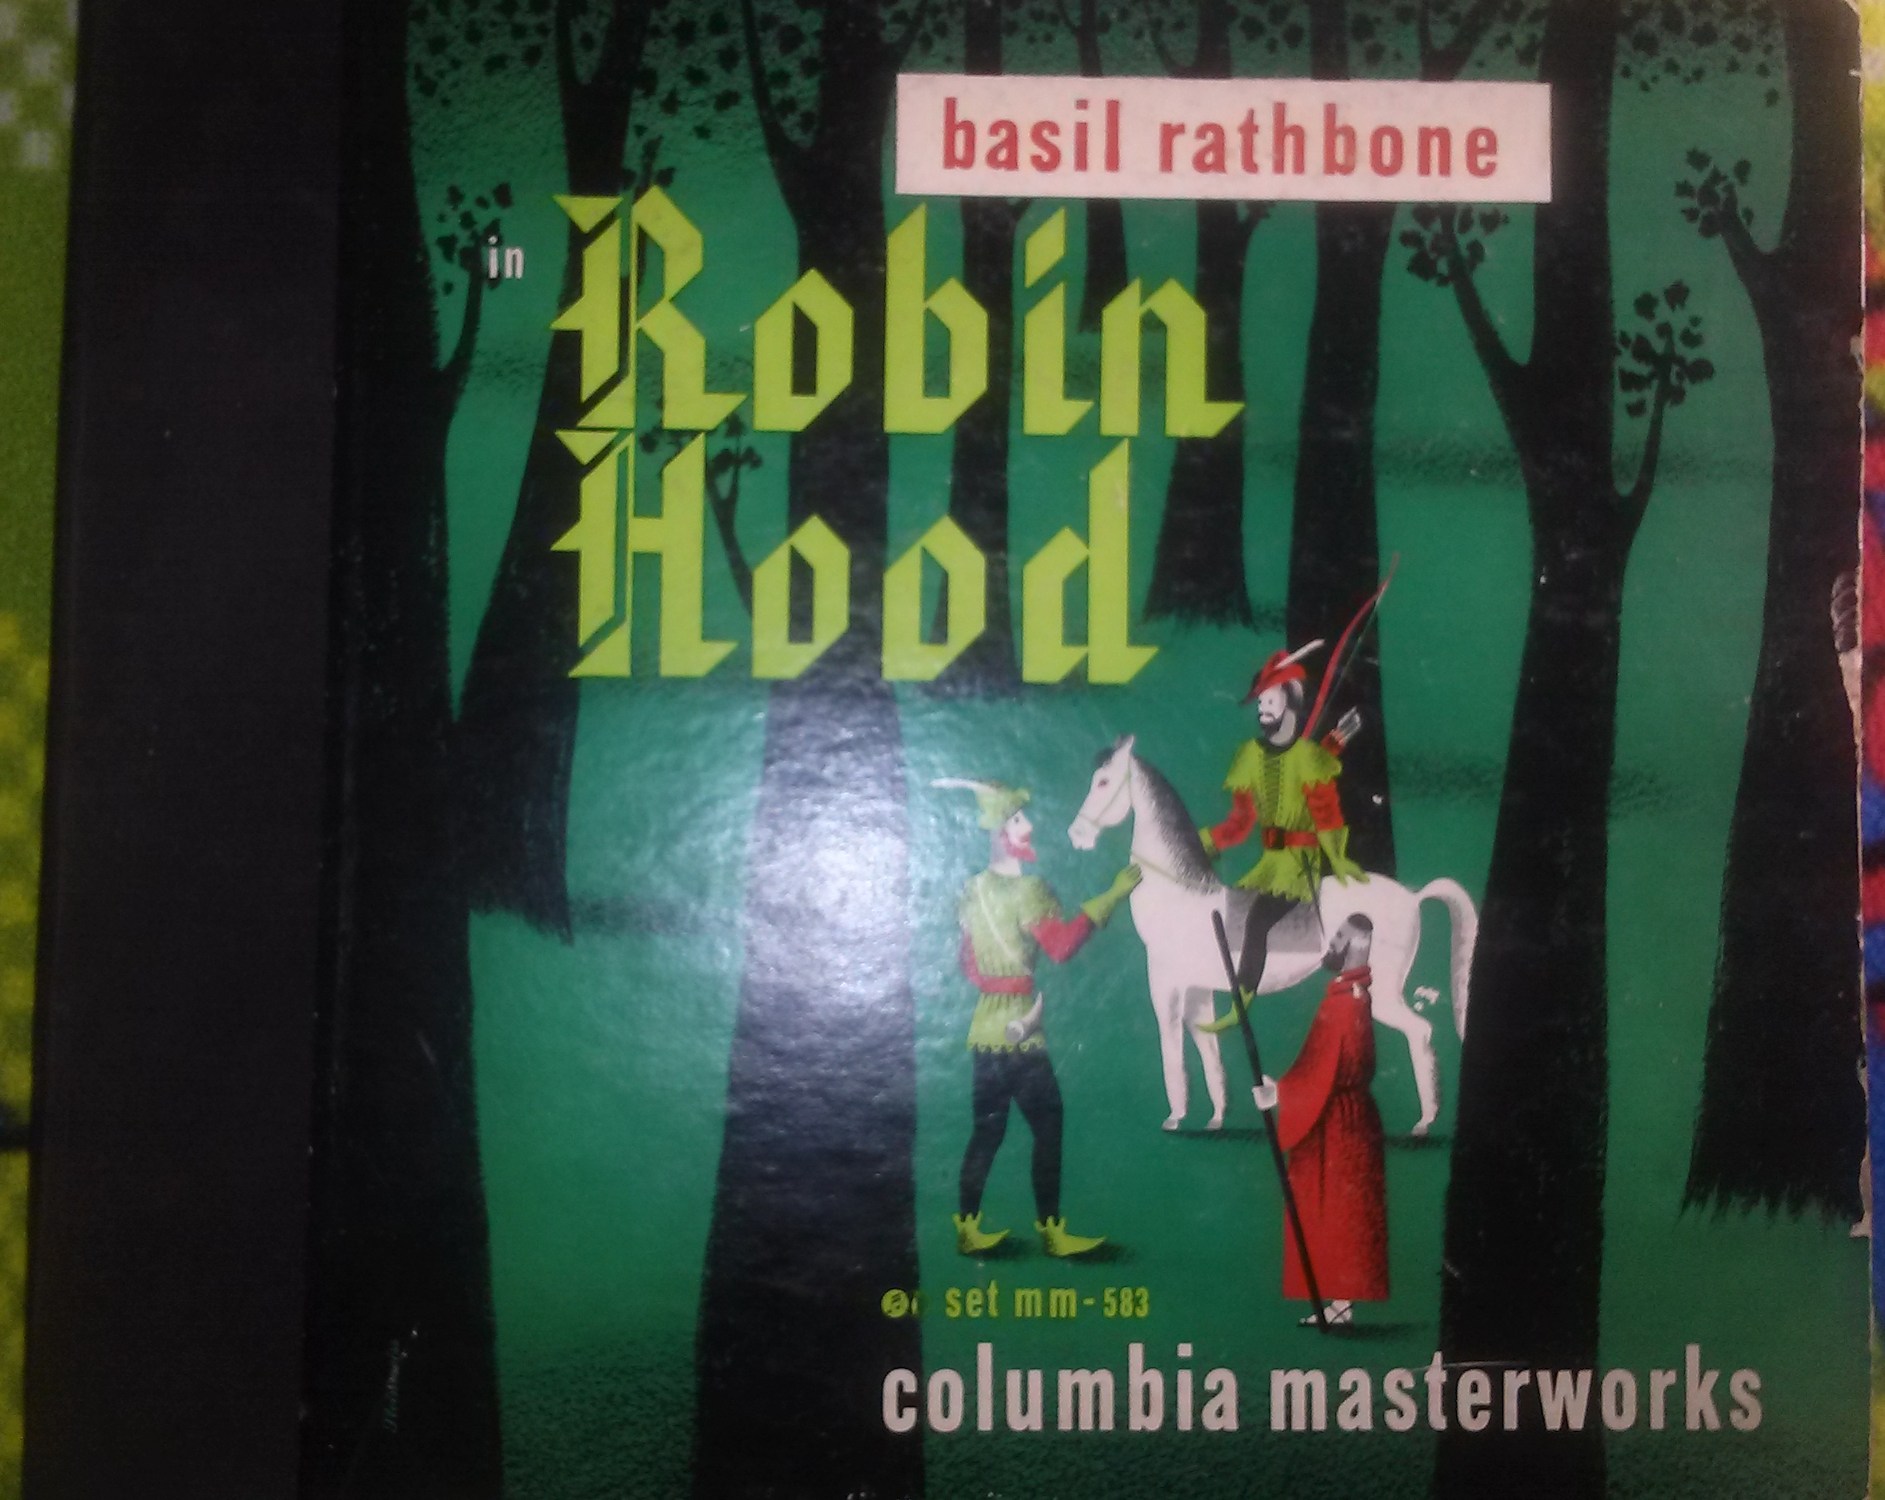 basil rathbone
in
Robin
Hood
set mm-583
columbia masterworks